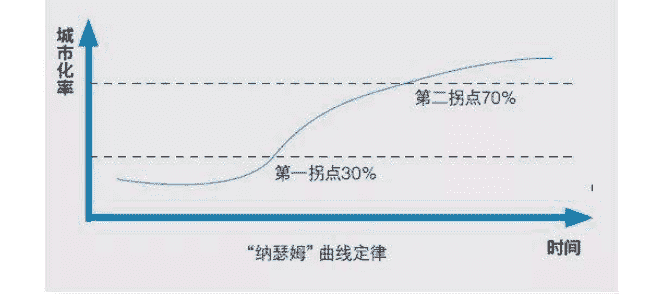 城市化率
第二拐点70%
第一拐点30%
时间
“纳瑟姆”曲线定律